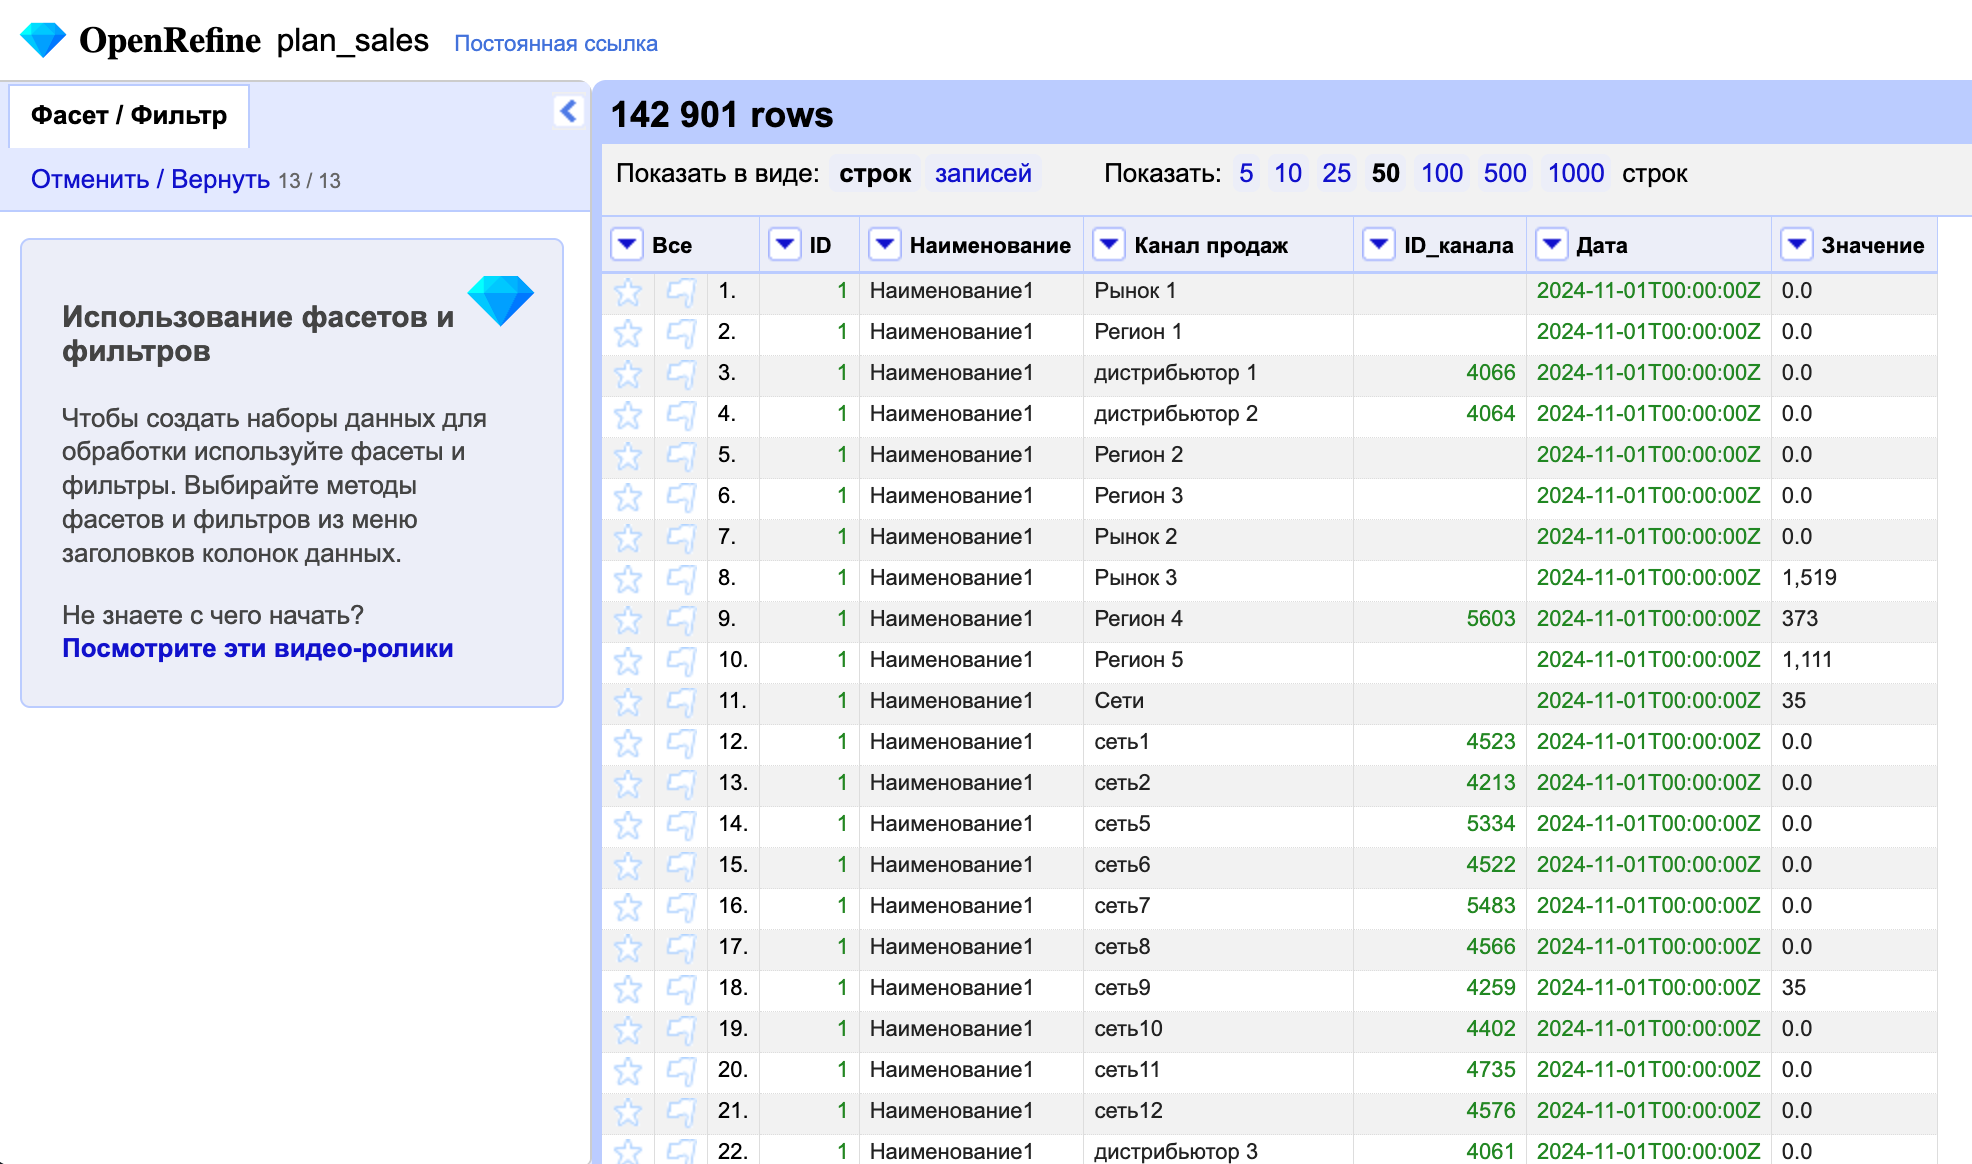 OpenRefine plan_sales Постоянная ссылка
Фасет / Фильтр
Отменить / Вернуть 13 / 13
Использование фасетов и
фильтров
Чтобы создать наборы данных для
обработки используйте фасеты и
фильтры. Выбирайте методы
фасетов и фильтров из меню
заголовков колонок данных.
Не знаете с чего начать?
Посмотрите эти видео-ролики
142 901 rows
Показать в виде: строк записей Показать: 5 10 25 50 100 500 1000 строк
Все ID Наименование Канал продаж ID_канала Дата Значение
1. 1 Наименование1 Рынок 1 2024-11-01T00:00:00Z 0.0
2. 1 Наименование1 Регион 1 2024-11-01T00:00:00Z 0.0
3. 1 Наименование1 дистрибьютор 1 4066 2024-11-01T00:00:00Z 0.0
4. 1 Наименование1 дистрибьютор 2 4064 2024-11-01T00:00:00Z 0.0
5. 1 Наименование1 Регион 2 2024-11-01T00:00:00Z 0.0
6. 1 Наименование1 Регион 3 2024-11-01T00:00:00Z 0.0
7. 1 Наименование1 Рынок 2 2024-11-01T00:00:00Z 0.0
8. 1 Наименование1 Рынок 3 2024-11-01T00:00:00Z 1,519
9. 1 Наименование1 Регион 4 5603 2024-11-01T00:00:00Z 373
10. 1 Наименование1 Регион 5 2024-11-01T00:00:00Z 1,111
11. 1 Наименование1 Сети 2024-11-01T00:00:00Z 35
12. 1 Наименование1 сеть1 4523 2024-11-01T00:00:00Z 0.0
13. 1 Наименование1 сеть2 4213 2024-11-01T00:00:00Z 0.0
14. 1 Наименование1 сеть5 5334 2024-11-01T00:00:00Z 0.0
15. 1 Наименование1 сеть6 4522 2024-11-01T00:00:00Z 0.0
16. 1 Наименование1 сеть7 5483 2024-11-01T00:00:00Z 0.0
17. 1 Наименование1 сеть8 4566 2024-11-01T00:00:00Z 0.0
18. 1 Наименование1 сеть9 4259 2024-11-01T00:00:00Z 35
19. 1 Наименование1 сеть10 4402 2024-11-01T00:00:00Z 0.0
20. 1 Наименование1 сеть11 4735 2024-11-01T00:00:00Z 0.0
21. 1 Наименование1 сеть12 4576 2024-11-01T00:00:00Z 0.0
22. 1 Наименование1 дистрибьютор 3 4061 2024-11-01T00:00:00Z 0.0